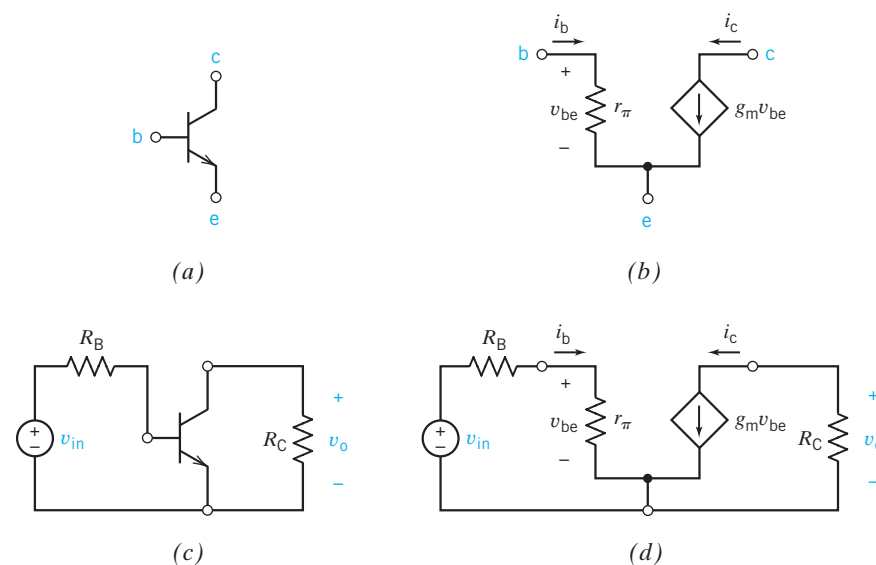 c
b
e
(a)
i_b
i_c
b
c
+
v_be
r_π
−
g_m v_be
e
(b)
R_B
+
−
v_in
R_C
+
v_o
−
(c)
R_B
i_b
i_c
+
−
v_in
+
v_be
r_π
−
g_m v_be
R_C
+
−
(d)